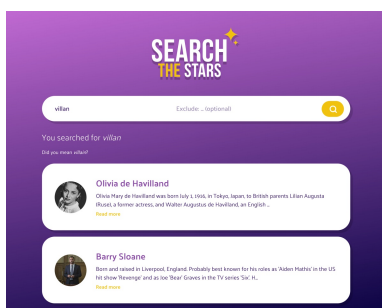 SEARCH
THE STARS
villan Exclude: .. (optional)
You searched for villan
Did you mean villain?
Olivia de Havilland
Olivia Mary de Havilland was born July 1, 1916, in Tokyo, Japan, to British parents Lilian Augusta
(Ruse), a former actress, and Walter Augustus de Havilland, an English ...
Read more
Barry Sloane
Born and raised in Liverpool, England. Probably best known for his roles as 'Aiden Mathis' in the US
hit show 'Revenge' and as Joe 'Bear' Graves in the TV series 'Six'. H..
Read more